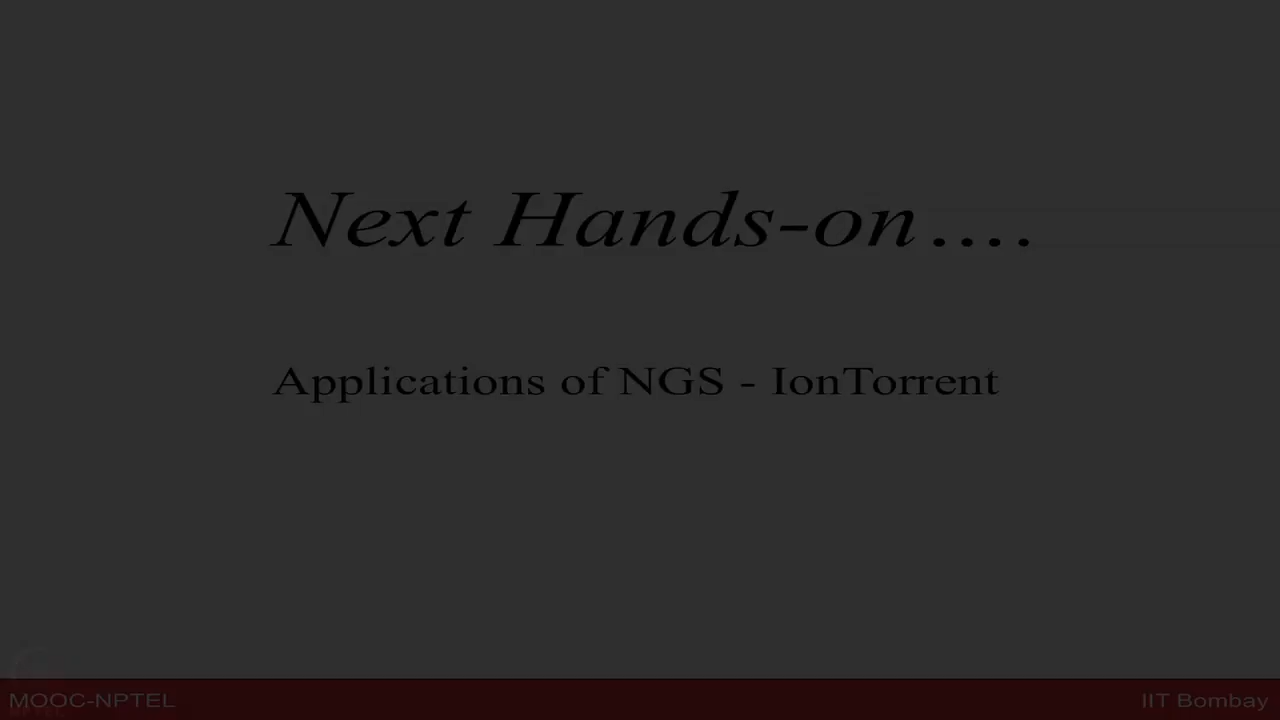 Next Hands-on….
Applications of NGS - IonTorrent
MOOC-NPTEL
IIT Bombay